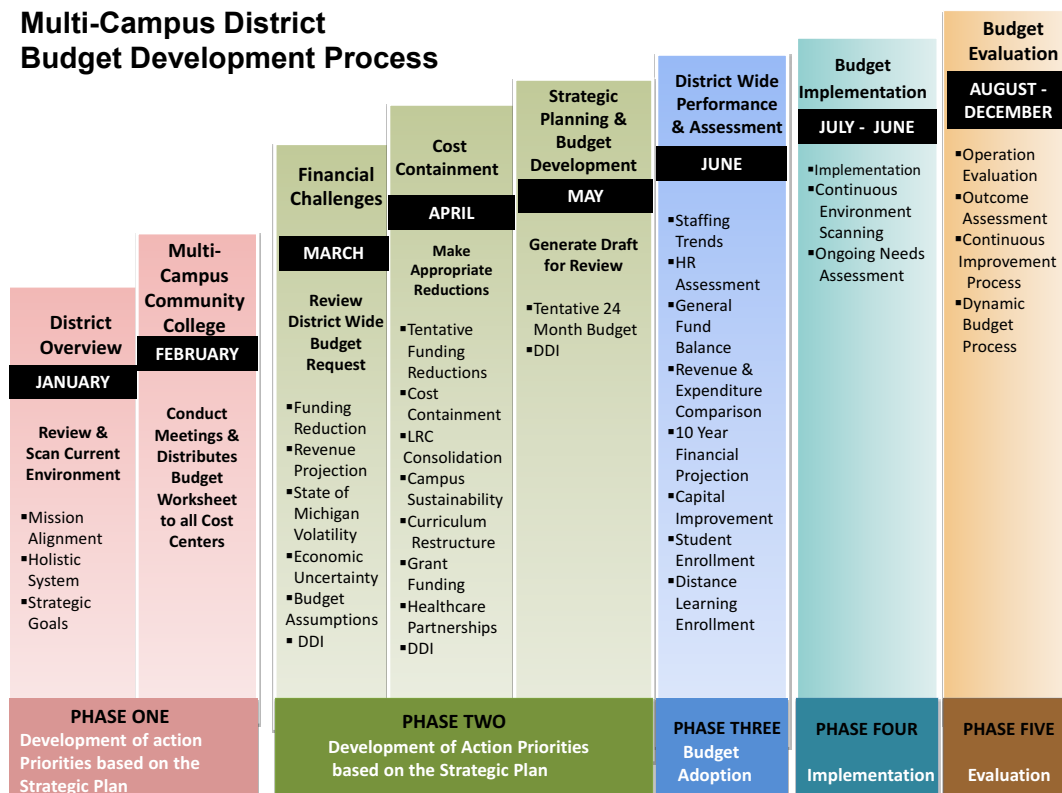 Multi-Campus District
Budget Development Process
District
Overview
JANUARY
Review &
Scan Current
Environment
▪Mission
Alignment
▪Holistic
System
▪Strategic
Goals
Multi-
Campus
Community
College
FEBRUARY
Conduct
Meetings &
Distributes
Budget
Worksheet
to all Cost
Centers
PHASE ONE
Development of action
Priorities based on the
Strategic Plan
Financial
Challenges
MARCH
Review
District Wide
Budget
Request
▪Funding
Reduction
▪Revenue
Projection
▪State of
Michigan
Volatility
▪Economic
Uncertainty
▪Budget
Assumptions
▪ DDI
Cost
Containment
APRIL
Make
Appropriate
Reductions
▪Tentative
Funding
Reductions
▪Cost
Containment
▪LRC
Consolidation
▪Campus
Sustainability
▪Curriculum
Restructure
▪Grant
Funding
▪Healthcare
Partnerships
▪DDI
Strategic
Planning &
Budget
Development
MAY
Generate Draft
for Review
▪Tentative 24
Month Budget
▪DDI
PHASE TWO
Development of Action Priorities
based on the Strategic Plan
District Wide
Performance
& Assessment
JUNE
▪Staffing
Trends
▪HR
Assessment
▪General
Fund
Balance
▪Revenue &
Expenditure
Comparison
▪10 Year
Financial
Projection
▪Capital
Improvement
▪Student
Enrollment
▪Distance
Learning
Enrollment
PHASE THREE
Budget
Adoption
Budget
Implementation
JULY - JUNE
▪Implementation
▪Continuous
Environment
Scanning
▪Ongoing Needs
Assessment
PHASE FOUR
Implementation
Budget
Evaluation
AUGUST -
DECEMBER
▪Operation
Evaluation
▪Outcome
Assessment
▪Continuous
Improvement
Process
▪Dynamic
Budget
Process
PHASE FIVE
Evaluation